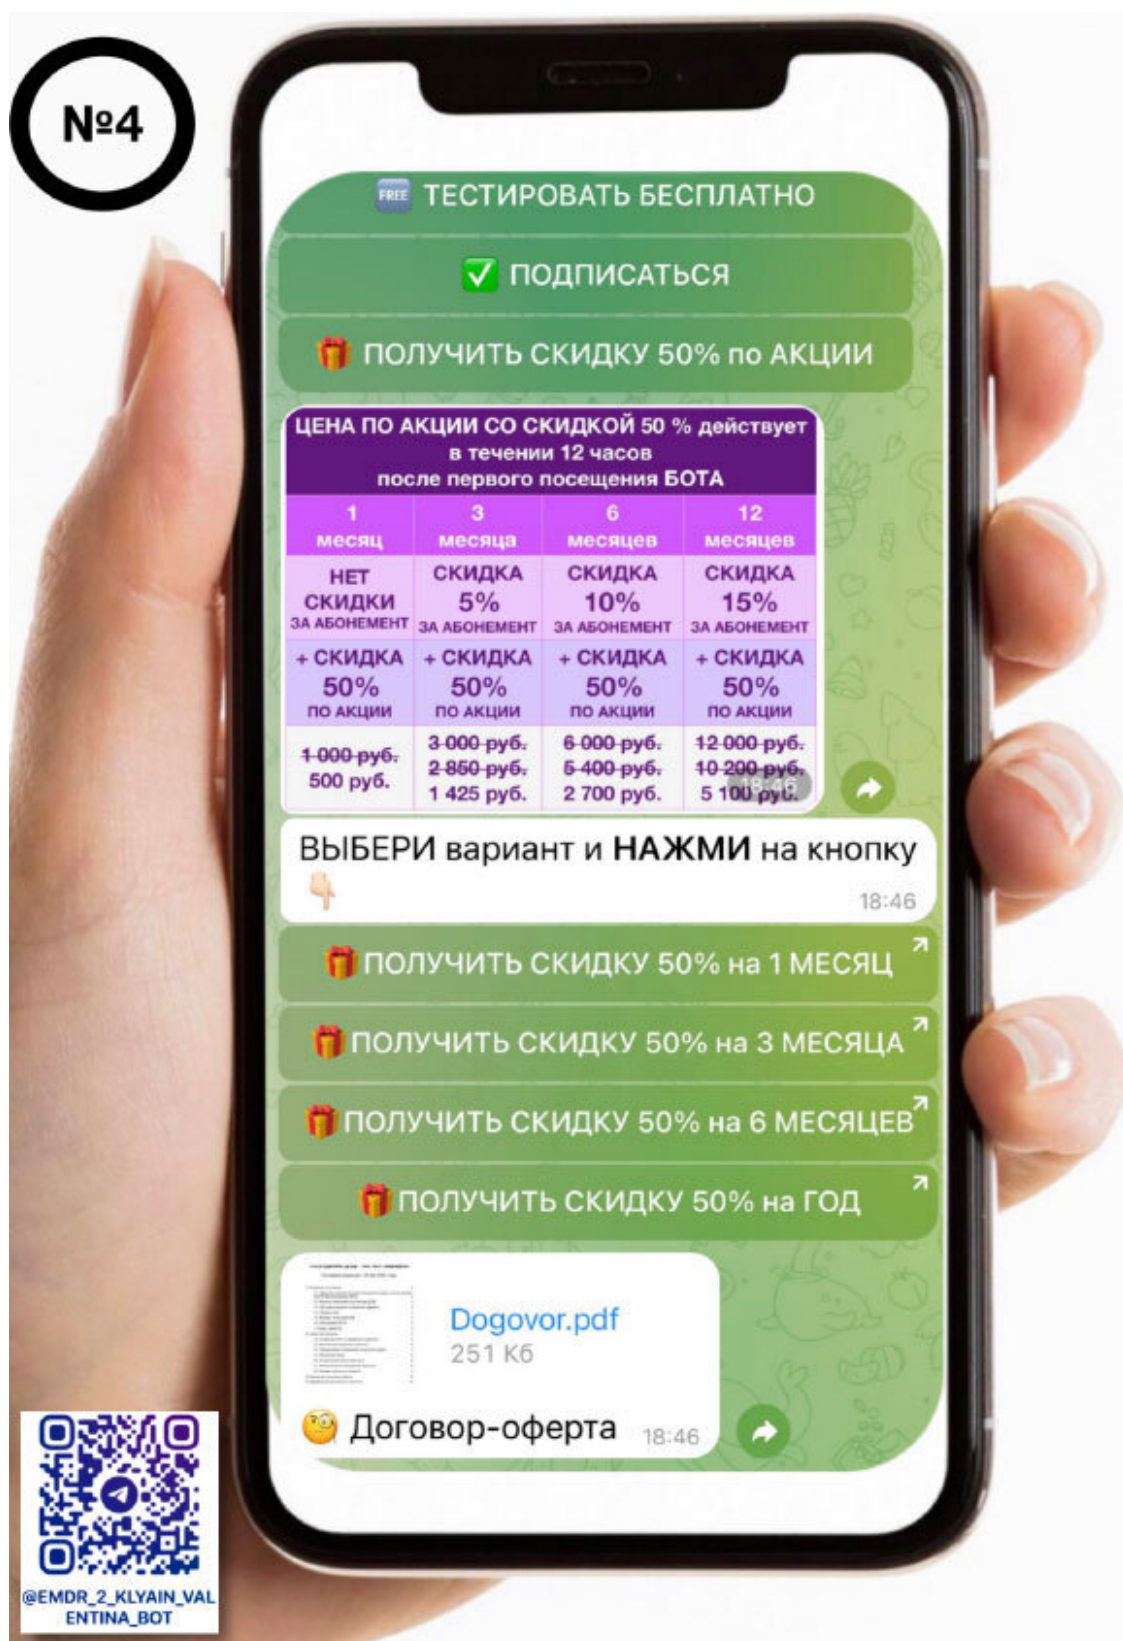 №4
FREE ТЕСТИРОВАТЬ БЕСПЛАТНО
ПОДПИСАТЬСЯ
ПОЛУЧИТЬ СКИДКУ 50% по АКЦИИ
ЦЕНА ПО АКЦИИ СО СКИДКОЙ 50 % действует
в течении 12 часов
после первого посещения БОТА
1 3 6 12
месяц месяца месяцев месяцев
НЕТ СКИДКА СКИДКА СКИДКА
СКИДКИ 5% 10% 15%
ЗА АБОНЕМЕНТ ЗА АБОНЕМЕНТ ЗА АБОНЕМЕНТ ЗА АБОНЕМЕНТ
+ СКИДКА + СКИДКА + СКИДКА + СКИДКА
50% 50% 50% 50%
ПО АКЦИИ ПО АКЦИИ ПО АКЦИИ ПО АКЦИИ
1 000 руб. 3 000 руб. 6 000 руб. 12 000 руб.
2 850 руб. 5 400 руб. 10 200 руб.
500 руб. 1 425 руб. 2 700 руб. 5 100 руб.
18:46
ВЫБЕРИ вариант и НАЖМИ на кнопку
18:46
ПОЛУЧИТЬ СКИДКУ 50% на 1 МЕСЯЦ
ПОЛУЧИТЬ СКИДКУ 50% на 3 МЕСЯЦА
ПОЛУЧИТЬ СКИДКУ 50% на 6 МЕСЯЦЕВ
ПОЛУЧИТЬ СКИДКУ 50% на ГОД
Dogovor.pdf
251 Кб
Договор-оферта 18:46
@EMDR_2_KLYAIN_VAL
ENTINA_BOT